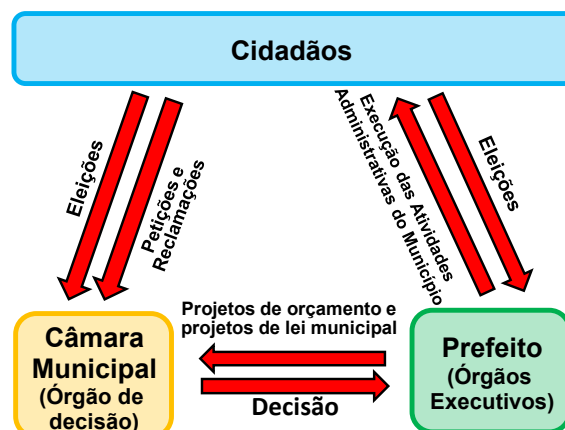 Cidadãos
Eleições
Petições e
Reclamações
Execução das Atividades
Administrativas do Município
Eleições
Projetos de orçamento e
projetos de lei municipal
Câmara
Municipal
(Órgão de
decisão)
Decisão
Prefeito
(Órgãos
Executivos)